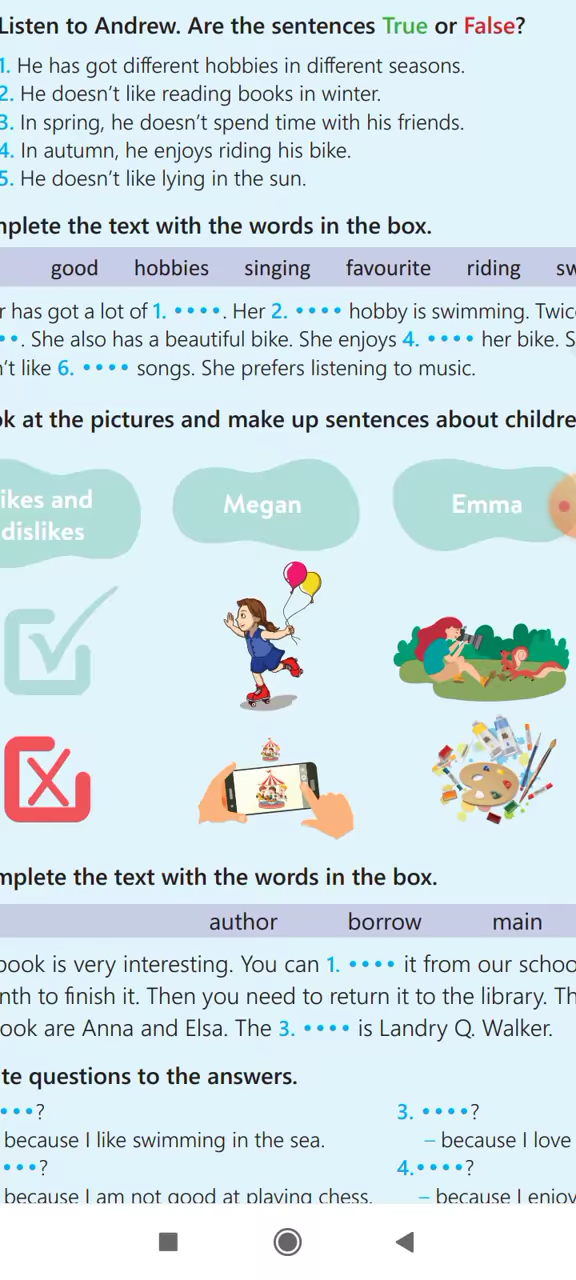 Listen to Andrew. Are the sentences True or False?
1. He has got different hobbies in different seasons.
2. He doesn't like reading books in winter.
3. In spring, he doesn't spend time with his friends.
4. In autumn, he enjoys riding his bike.
5. He doesn't like lying in the sun.
mplete the text with the words in the box.
good hobbies singing favourite riding sw
r has got a lot of 1. •••• . Her 2. •••• hobby is swimming. Twic
•• . She also has a beautiful bike. She enjoys 4. •••• her bike. S
n't like 6. •••• songs. She prefers listening to music.
ok at the pictures and make up sentences about childre
ikes and
dislikes
Megan
Emma
mplete the text with the words in the box.
author borrow main
book is very interesting. You can 1. •••• it from our schoo
nth to finish it. Then you need to return it to the library. Th
ook are Anna and Elsa. The 3. •••• is Landry Q. Walker.
te questions to the answers.
•••?
because I like swimming in the sea.
•••?
because I am not good at playing chess.
3. ••••?
– because I love
4. ••••?
– because I enjoy